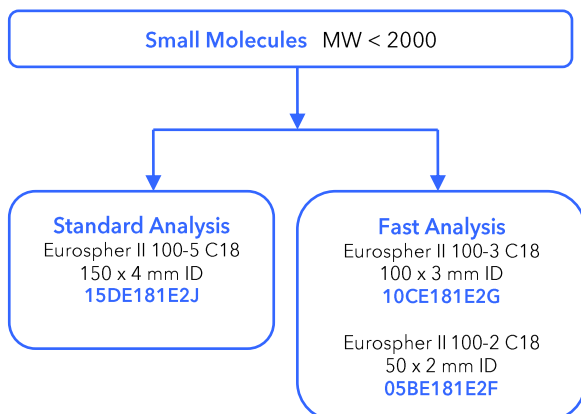 Small Molecules MW < 2000
Standard Analysis
Eurospher II 100-5 C18
150 x 4 mm ID
15DE181E2J
Fast Analysis
Eurospher II 100-3 C18
100 x 3 mm ID
10CE181E2G
Eurospher II 100-2 C18
50 x 2 mm ID
05BE181E2F